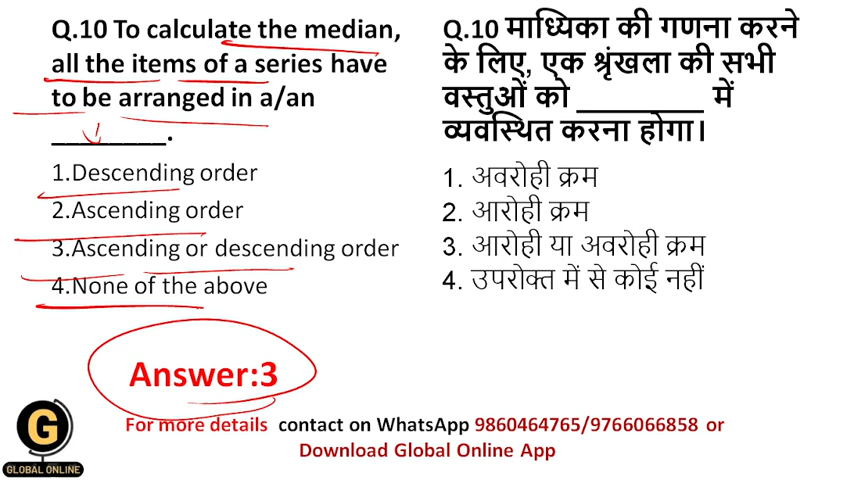 Q.10 To calculate the median,
all the items of a series have
to be arranged in a/an
_________.
1.Descending order
2.Ascending order
3.Ascending or descending order
4.None of the above
Answer:3
Q.10 माध्यिका की गणना करने
के लिए, एक श्रृंखला की सभी
वस्तुओं को ________ में
व्यवस्थित करना होगा।
1. अवरोही क्रम
2. आरोही क्रम
3. आरोही या अवरोही क्रम
4. उपरोक्त में से कोई नहीं
For more details contact on WhatsApp 9860464765/9766066858 or
Download Global Online App
G
GLOBAL ONLINE